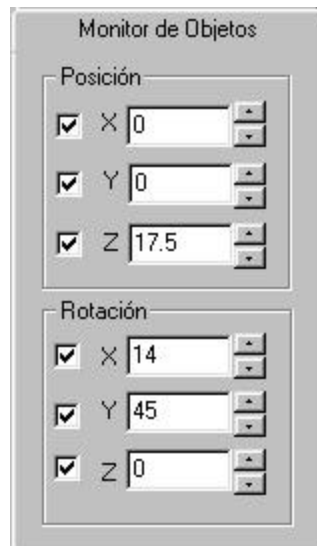 Monitor de Objetos
Posición
X 0
Y 0
Z 17.5
Rotación
X 14
Y 45
Z 0